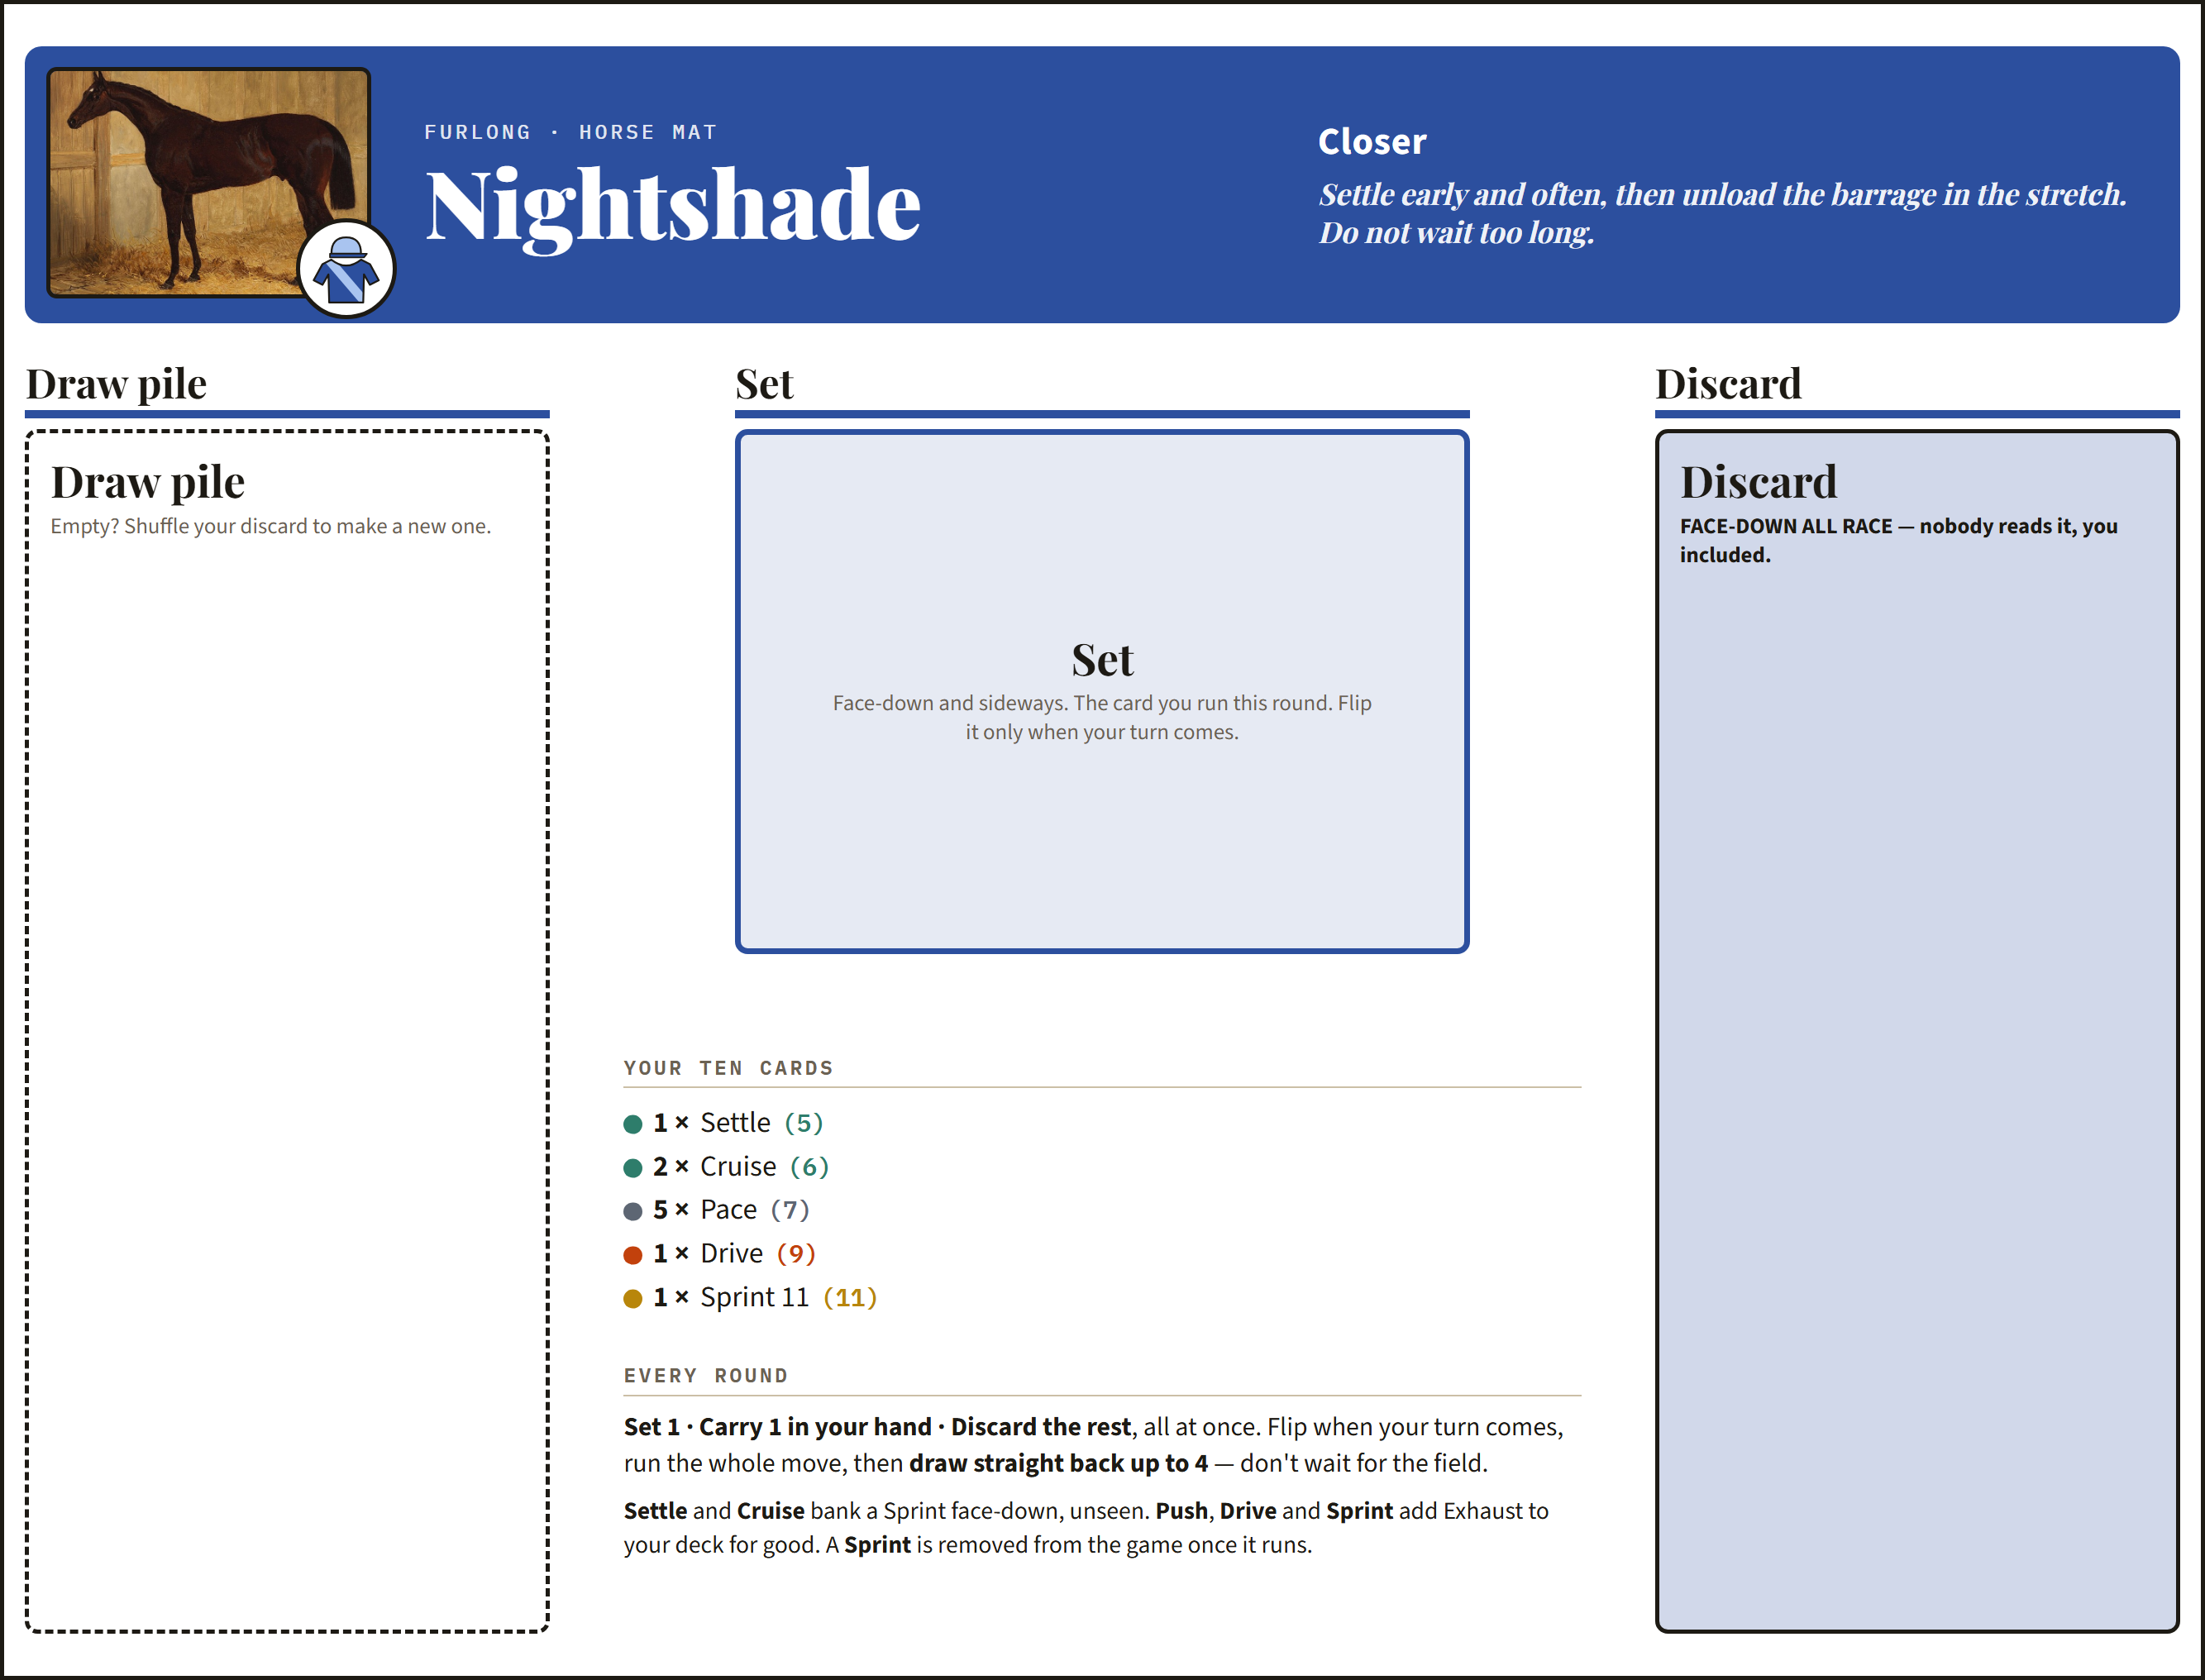 FURLONG · HORSE MAT
Nightshade
Closer
Settle early and often, then unload the barrage in the stretch.
Do not wait too long.
Draw pile
Draw pile
Empty? Shuffle your discard to make a new one.
Set
Set
Face-down and sideways. The card you run this round. Flip
it only when your turn comes.
Discard
Discard
FACE-DOWN ALL RACE — nobody reads it, you
included.
YOUR TEN CARDS
1 × Settle (5)
2 × Cruise (6)
5 × Pace (7)
1 × Drive (9)
1 × Sprint 11 (11)
EVERY ROUND
Set 1 · Carry 1 in your hand · Discard the rest, all at once. Flip when your turn comes,
run the whole move, then draw straight back up to 4 — don't wait for the field.
Settle and Cruise bank a Sprint face-down, unseen. Push, Drive and Sprint add Exhaust to
your deck for good. A Sprint is removed from the game once it runs.